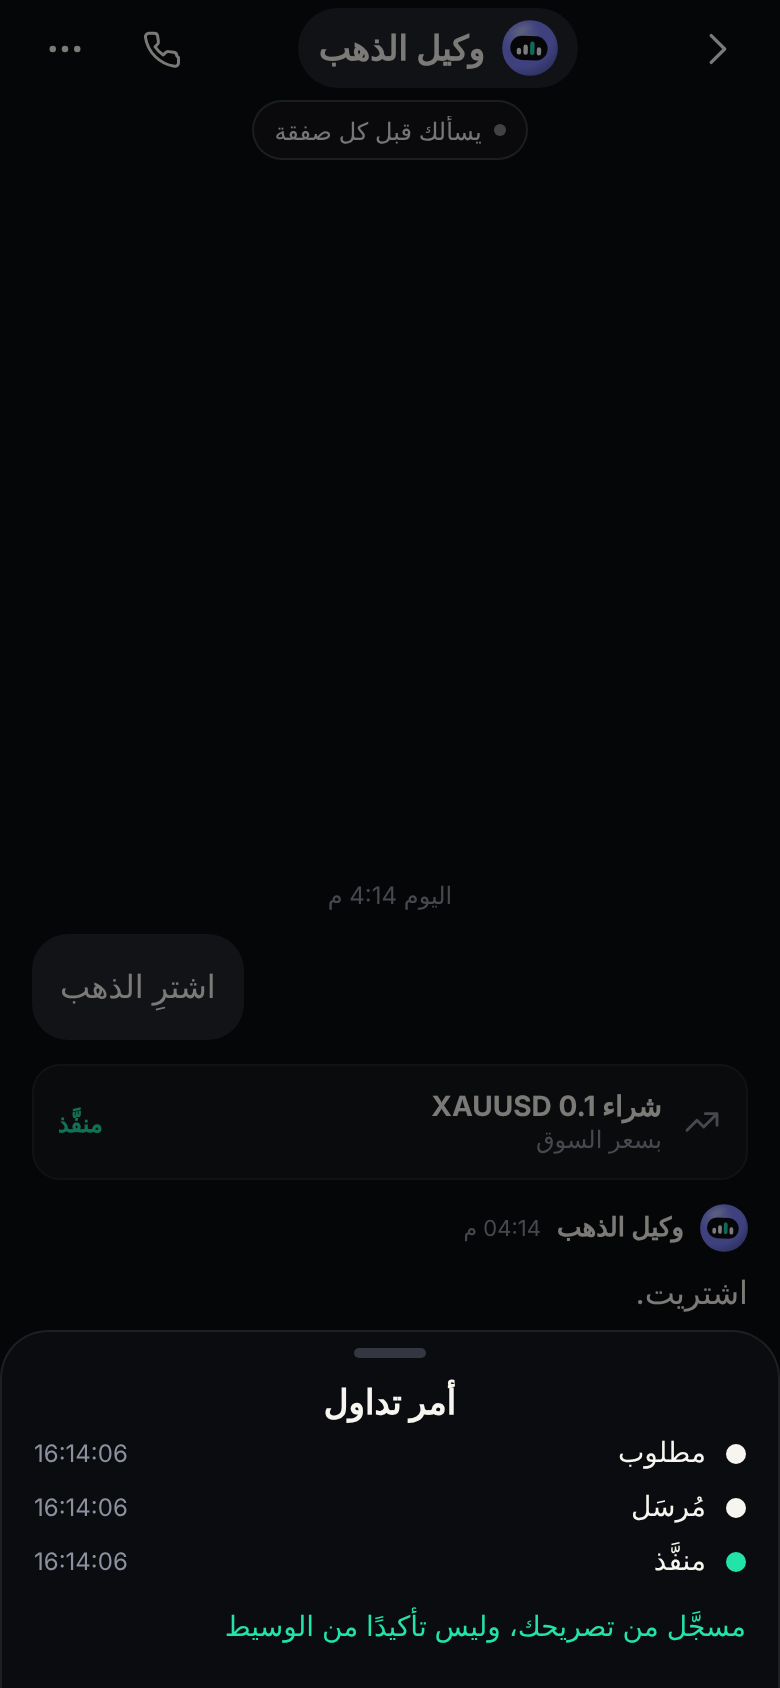 وكيل الذهب
يسألك قبل كل صفقة
اليوم 4:14 م
اشترِ الذهب
شراء XAUUSD 0.1
بسعر السوق
منفَّذ
وكيل الذهب 04:14 م
اشتريت.
أمر تداول
مطلوب 16:14:06
مُرسَل 16:14:06
منفَّذ 16:14:06
مسجَّل من تصريحك، وليس تأكيدًا من الوسيط